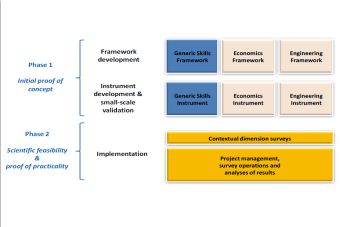 Phase 1
Initial proof of
concept
Framework
development
Generic Skills
Framework
Economics
Framework
Engineering
Framework
Instrument
development &
small-scale
validation
Generic Skills
Instrument
Economics
Instrument
Engineering
Instrument
Phase 2
Scientific feasibility
&
proof of practicality
Implementation
Contextual dimension surveys
Project management,
survey operations and
analyses of results